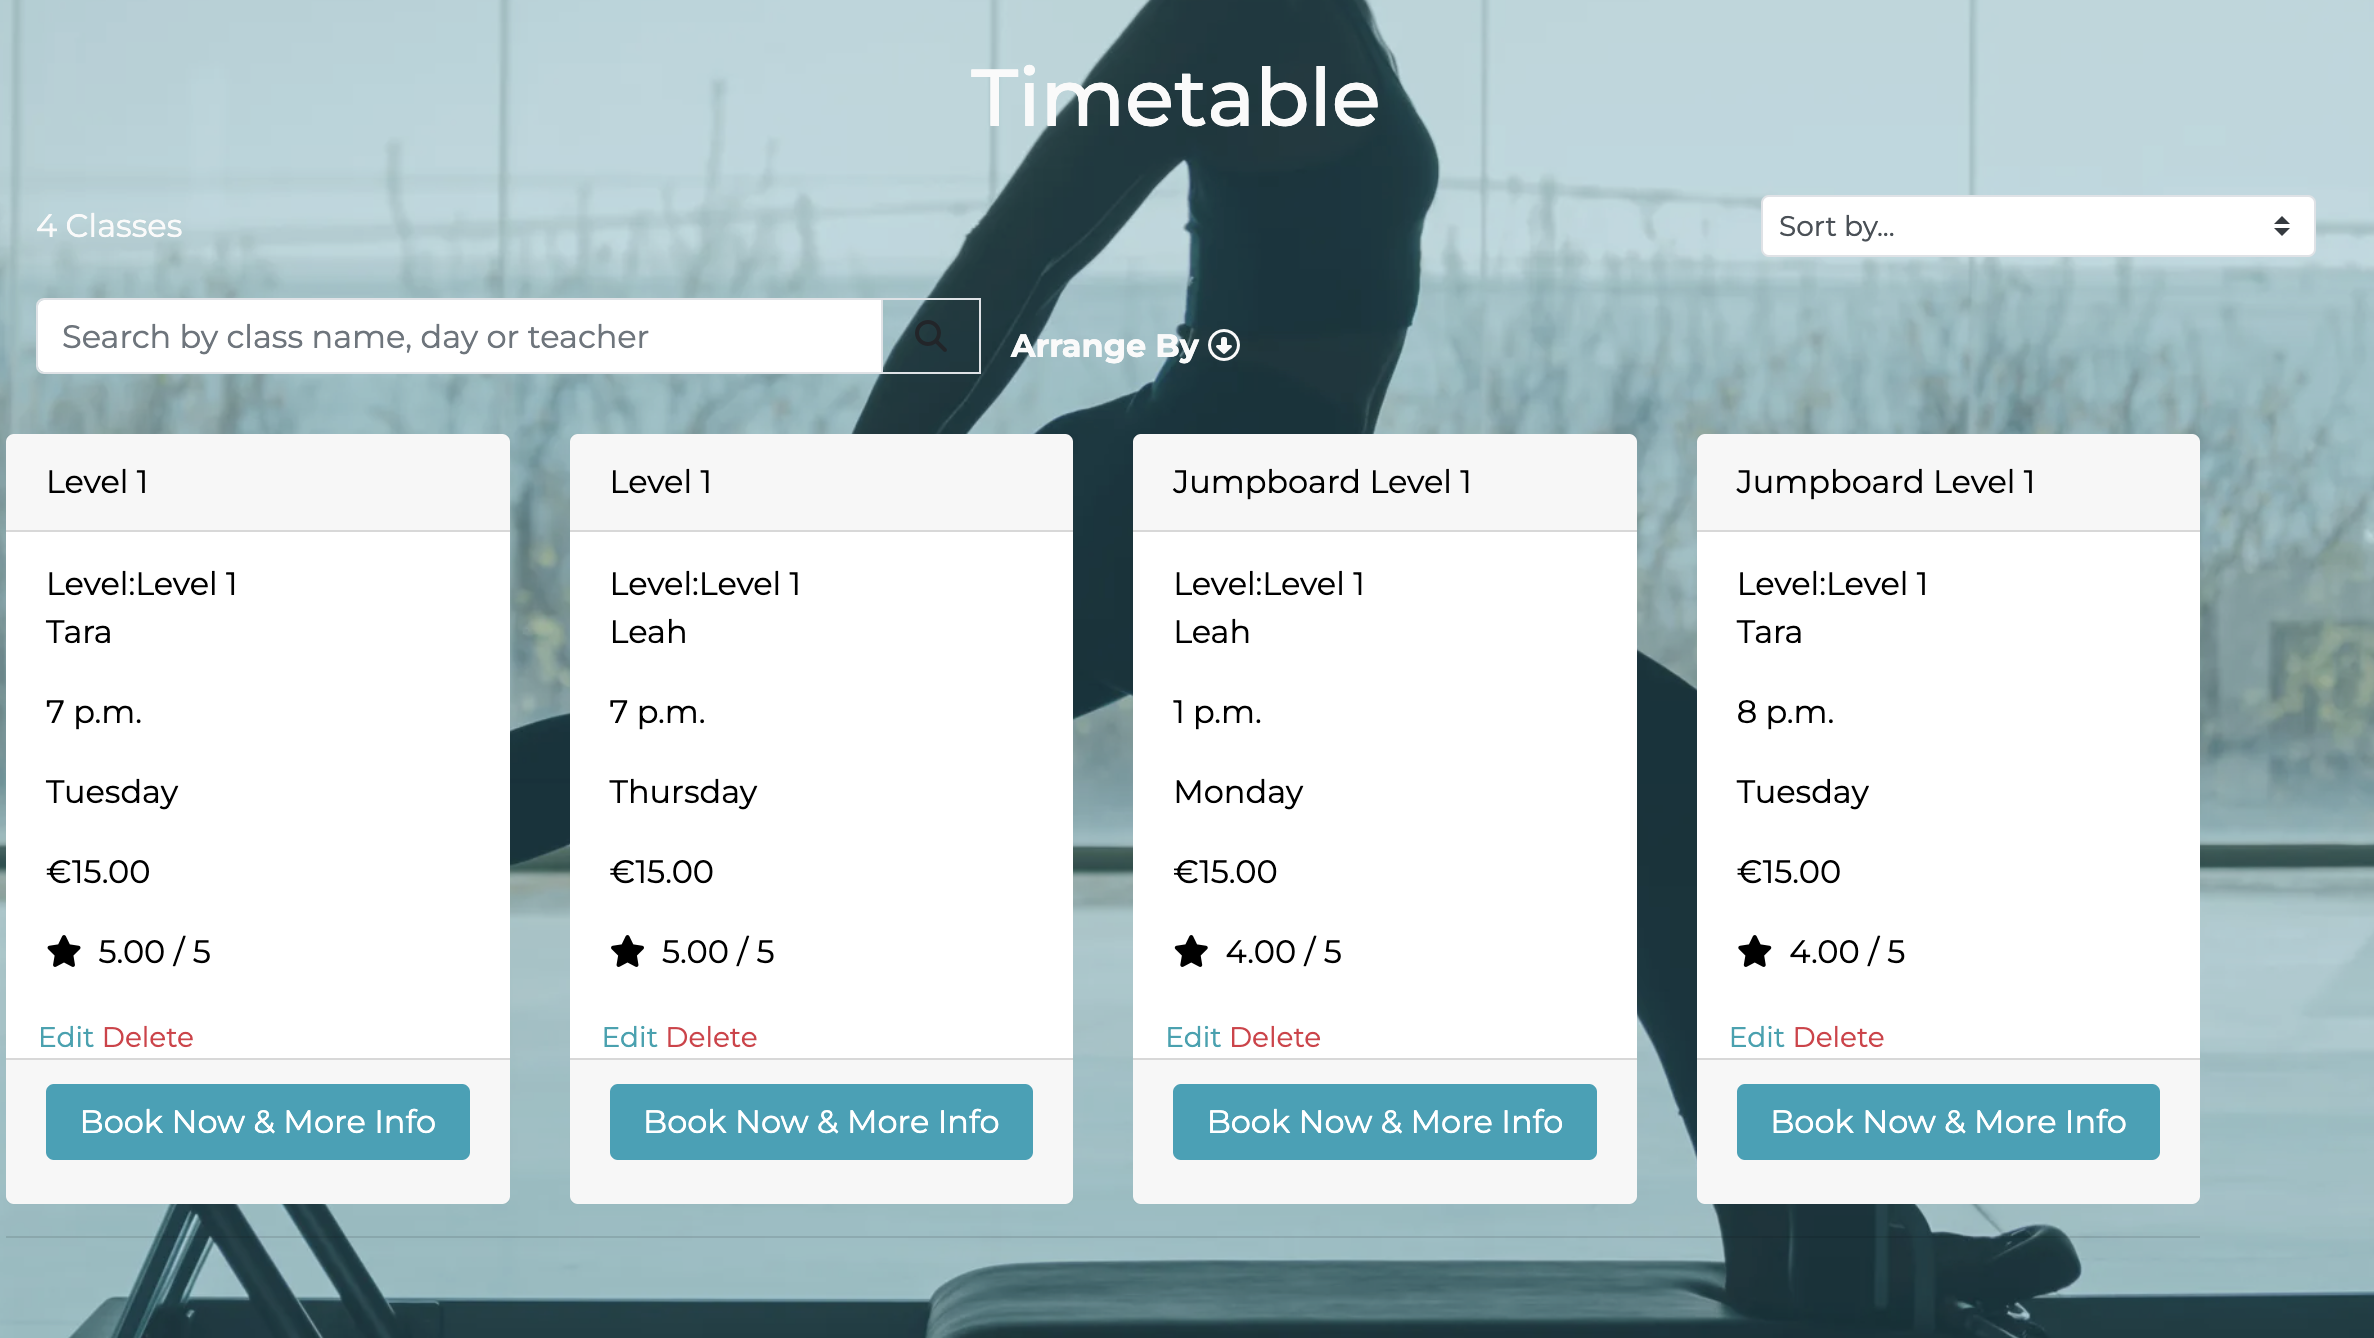 Timetable
4 Classes
Sort by...
Search by class name, day or teacher
Arrange By
Level 1
Level:Level 1
Tara
7 p.m.
Tuesday
€15.00
5.00 / 5
Edit Delete
Book Now & More Info
Level 1
Level:Level 1
Leah
7 p.m.
Thursday
€15.00
5.00 / 5
Edit Delete
Book Now & More Info
Jumpboard Level 1
Level:Level 1
Leah
1 p.m.
Monday
€15.00
4.00 / 5
Edit Delete
Book Now & More Info
Jumpboard Level 1
Level:Level 1
Tara
8 p.m.
Tuesday
€15.00
4.00 / 5
Edit Delete
Book Now & More Info